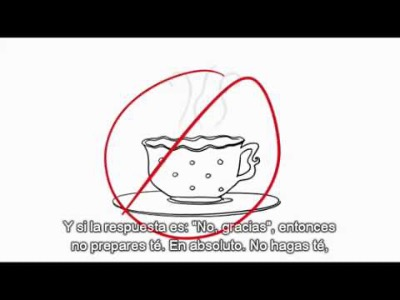 Y si la respuesta es: "No, gracias", entonces
no prepares té. En absoluto. No hagas té,